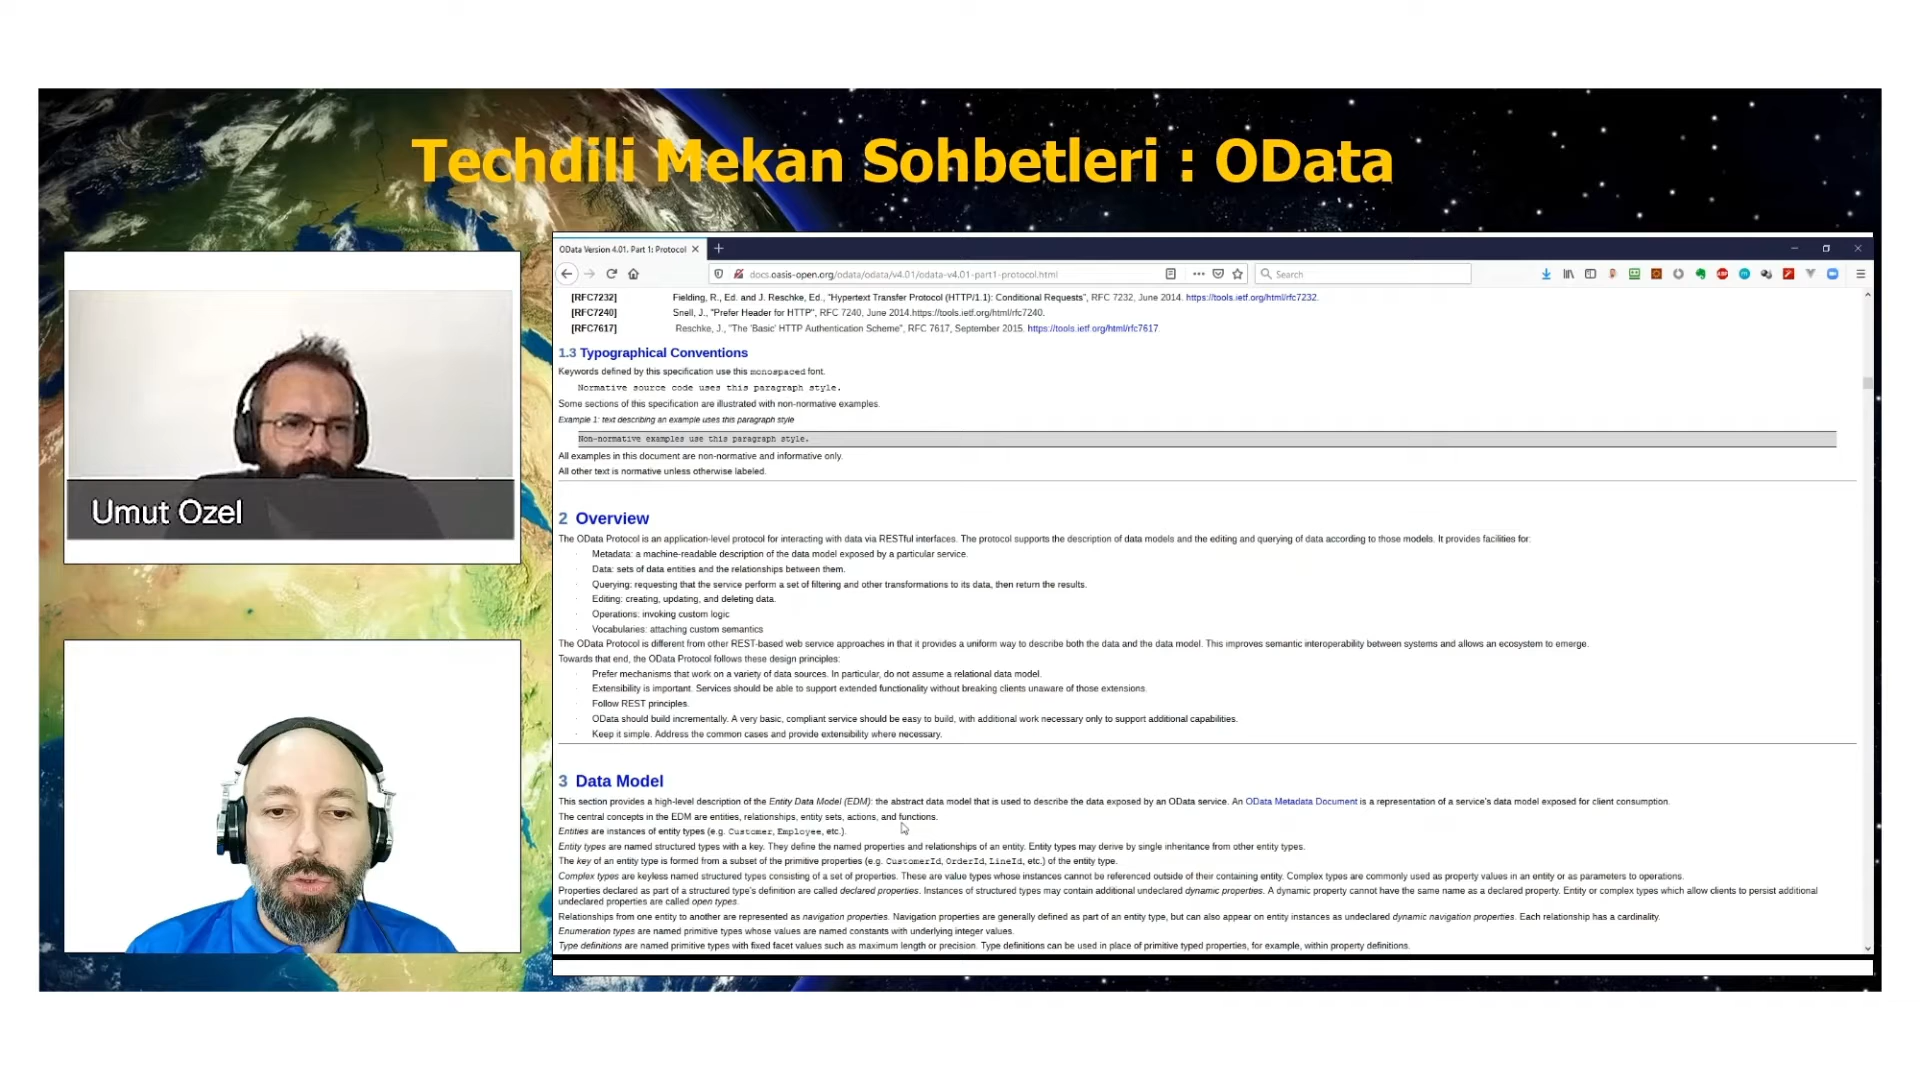 Techdili Mekan Sohbetleri : OData
Umut Ozel
OData Version 4.01. Part 1: Protocol
docs.oasis-open.org/odata/odata/v4.01/odata-v4.01-part1-protocol.html
Search
[RFC7232] Fielding, R., Ed. and J. Reschke, Ed., "Hypertext Transfer Protocol (HTTP/1.1): Conditional Requests", RFC 7232, June 2014. https://tools.ietf.org/html/rfc7232.
[RFC7240] Snell, J., "Prefer Header for HTTP", RFC 7240, June 2014.https://tools.ietf.org/html/rfc7240.
[RFC7617] Reschke, J., "The 'Basic' HTTP Authentication Scheme", RFC 7617, September 2015. https://tools.ietf.org/html/rfc7617.
1.3 Typographical Conventions
Keywords defined by this specification use this monospaced font.
Normative source code uses this paragraph style.
Some sections of this specification are illustrated with non-normative examples.
Example 1: text describing an example uses this paragraph style
Non-normative examples use this paragraph style.
All examples in this document are non-normative and informative only.
All other text is normative unless otherwise labeled.
2 Overview
The OData Protocol is an application-level protocol for interacting with data via RESTful interfaces. The protocol supports the description of data models and the editing and querying of data according to those models. It provides facilities for:
· Metadata: a machine-readable description of the data model exposed by a particular service.
· Data: sets of data entities and the relationships between them.
· Querying: requesting that the service perform a set of filtering and other transformations to its data, then return the results.
· Editing: creating, updating, and deleting data.
· Operations: invoking custom logic
· Vocabularies: attaching custom semantics
The OData Protocol is different from other REST-based web service approaches in that it provides a uniform way to describe both the data and the data model. This improves semantic interoperability between systems and allows an ecosystem to emerge.
Towards that end, the OData Protocol follows these design principles:
· Prefer mechanisms that work on a variety of data sources. In particular, do not assume a relational data model.
· Extensibility is important. Services should be able to support extended functionality without breaking clients unaware of those extensions.
· Follow REST principles.
· OData should build incrementally. A very basic, compliant service should be easy to build, with additional work necessary only to support additional capabilities.
· Keep it simple. Address the common cases and provide extensibility where necessary.
3 Data Model
This section provides a high-level description of the Entity Data Model (EDM): the abstract data model that is used to describe the data exposed by an OData service. An OData Metadata Document is a representation of a service's data model exposed for client consumption.
The central concepts in the EDM are entities, relationships, entity sets, actions, and functions.
Entities are instances of entity types (e.g. Customer, Employee, etc.).
Entity types are named structured types with a key. They define the named properties and relationships of an entity. Entity types may derive by single inheritance from other entity types.
The key of an entity type is formed from a subset of the primitive properties (e.g. CustomerId, OrderId, LineId, etc.) of the entity type.
Complex types are keyless named structured types consisting of a set of properties. These are value types whose instances cannot be referenced outside of their containing entity. Complex types are commonly used as property values in an entity or as parameters to operations.
Properties declared as part of a structured type's definition are called declared properties. Instances of structured types may contain additional undeclared dynamic properties. A dynamic property cannot have the same name as a declared property. Entity or complex types which allow clients to persist additional
undeclared properties are called open types.
Relationships from one entity to another are represented as navigation properties. Navigation properties are generally defined as part of an entity type, but can also appear on entity instances as undeclared dynamic navigation properties. Each relationship has a cardinality.
Enumeration types are named primitive types whose values are named constants with underlying integer values.
Type definitions are named primitive types with fixed facet values such as maximum length or precision. Type definitions can be used in place of primitive typed properties, for example, within property definitions.